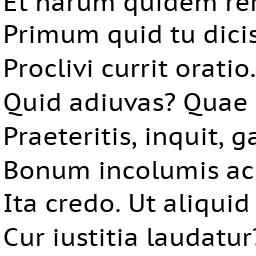 Et harum quidem rer
Primum quid tu dicis
Proclivi currit oratio.
Quid adiuvas? Quae
Praeteritis, inquit, ga
Bonum incolumis ac
Ita credo. Ut aliquid
Cur iustitia laudatur?